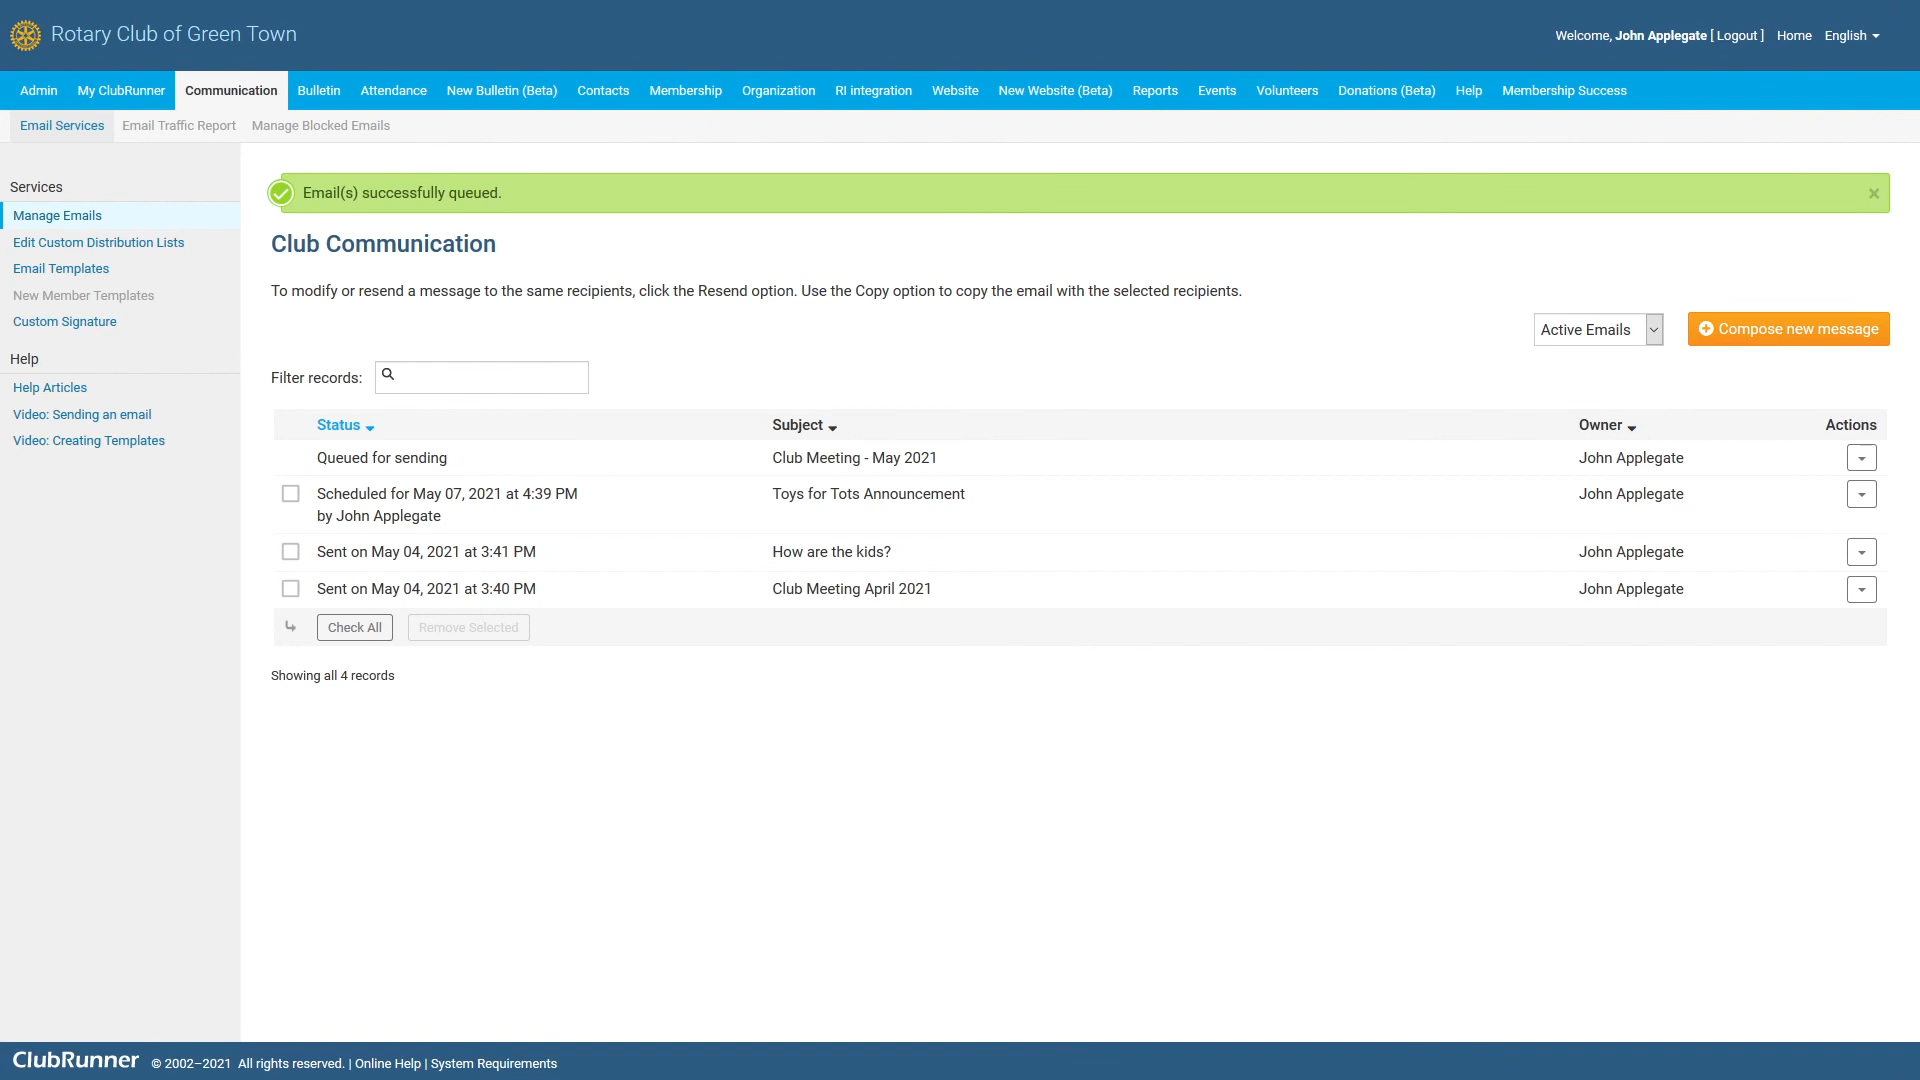 Rotary Club of Green Town
Welcome, John Applegate [ Logout ] Home English
Admin My ClubRunner Communication Bulletin Attendance New Bulletin (Beta) Contacts Membership Organization RI integration Website New Website (Beta) Reports Events Volunteers Donations (Beta) Help Membership Success
Email Services Email Traffic Report Manage Blocked Emails
Services
Manage Emails
Edit Custom Distribution Lists
Email Templates
New Member Templates
Custom Signature
Help
Help Articles
Video: Sending an email
Video: Creating Templates
Email(s) successfully queued.
Club Communication
To modify or resend a message to the same recipients, click the Resend option. Use the Copy option to copy the email with the selected recipients.
Active Emails Compose new message
Filter records:
Status Subject Owner Actions
Queued for sending Club Meeting - May 2021 John Applegate
Scheduled for May 07, 2021 at 4:39 PM Toys for Tots Announcement John Applegate
by John Applegate
Sent on May 04, 2021 at 3:41 PM How are the kids? John Applegate
Sent on May 04, 2021 at 3:40 PM Club Meeting April 2021 John Applegate
Check All Remove Selected
Showing all 4 records
ClubRunner © 2002–2021 All rights reserved. | Online Help | System Requirements